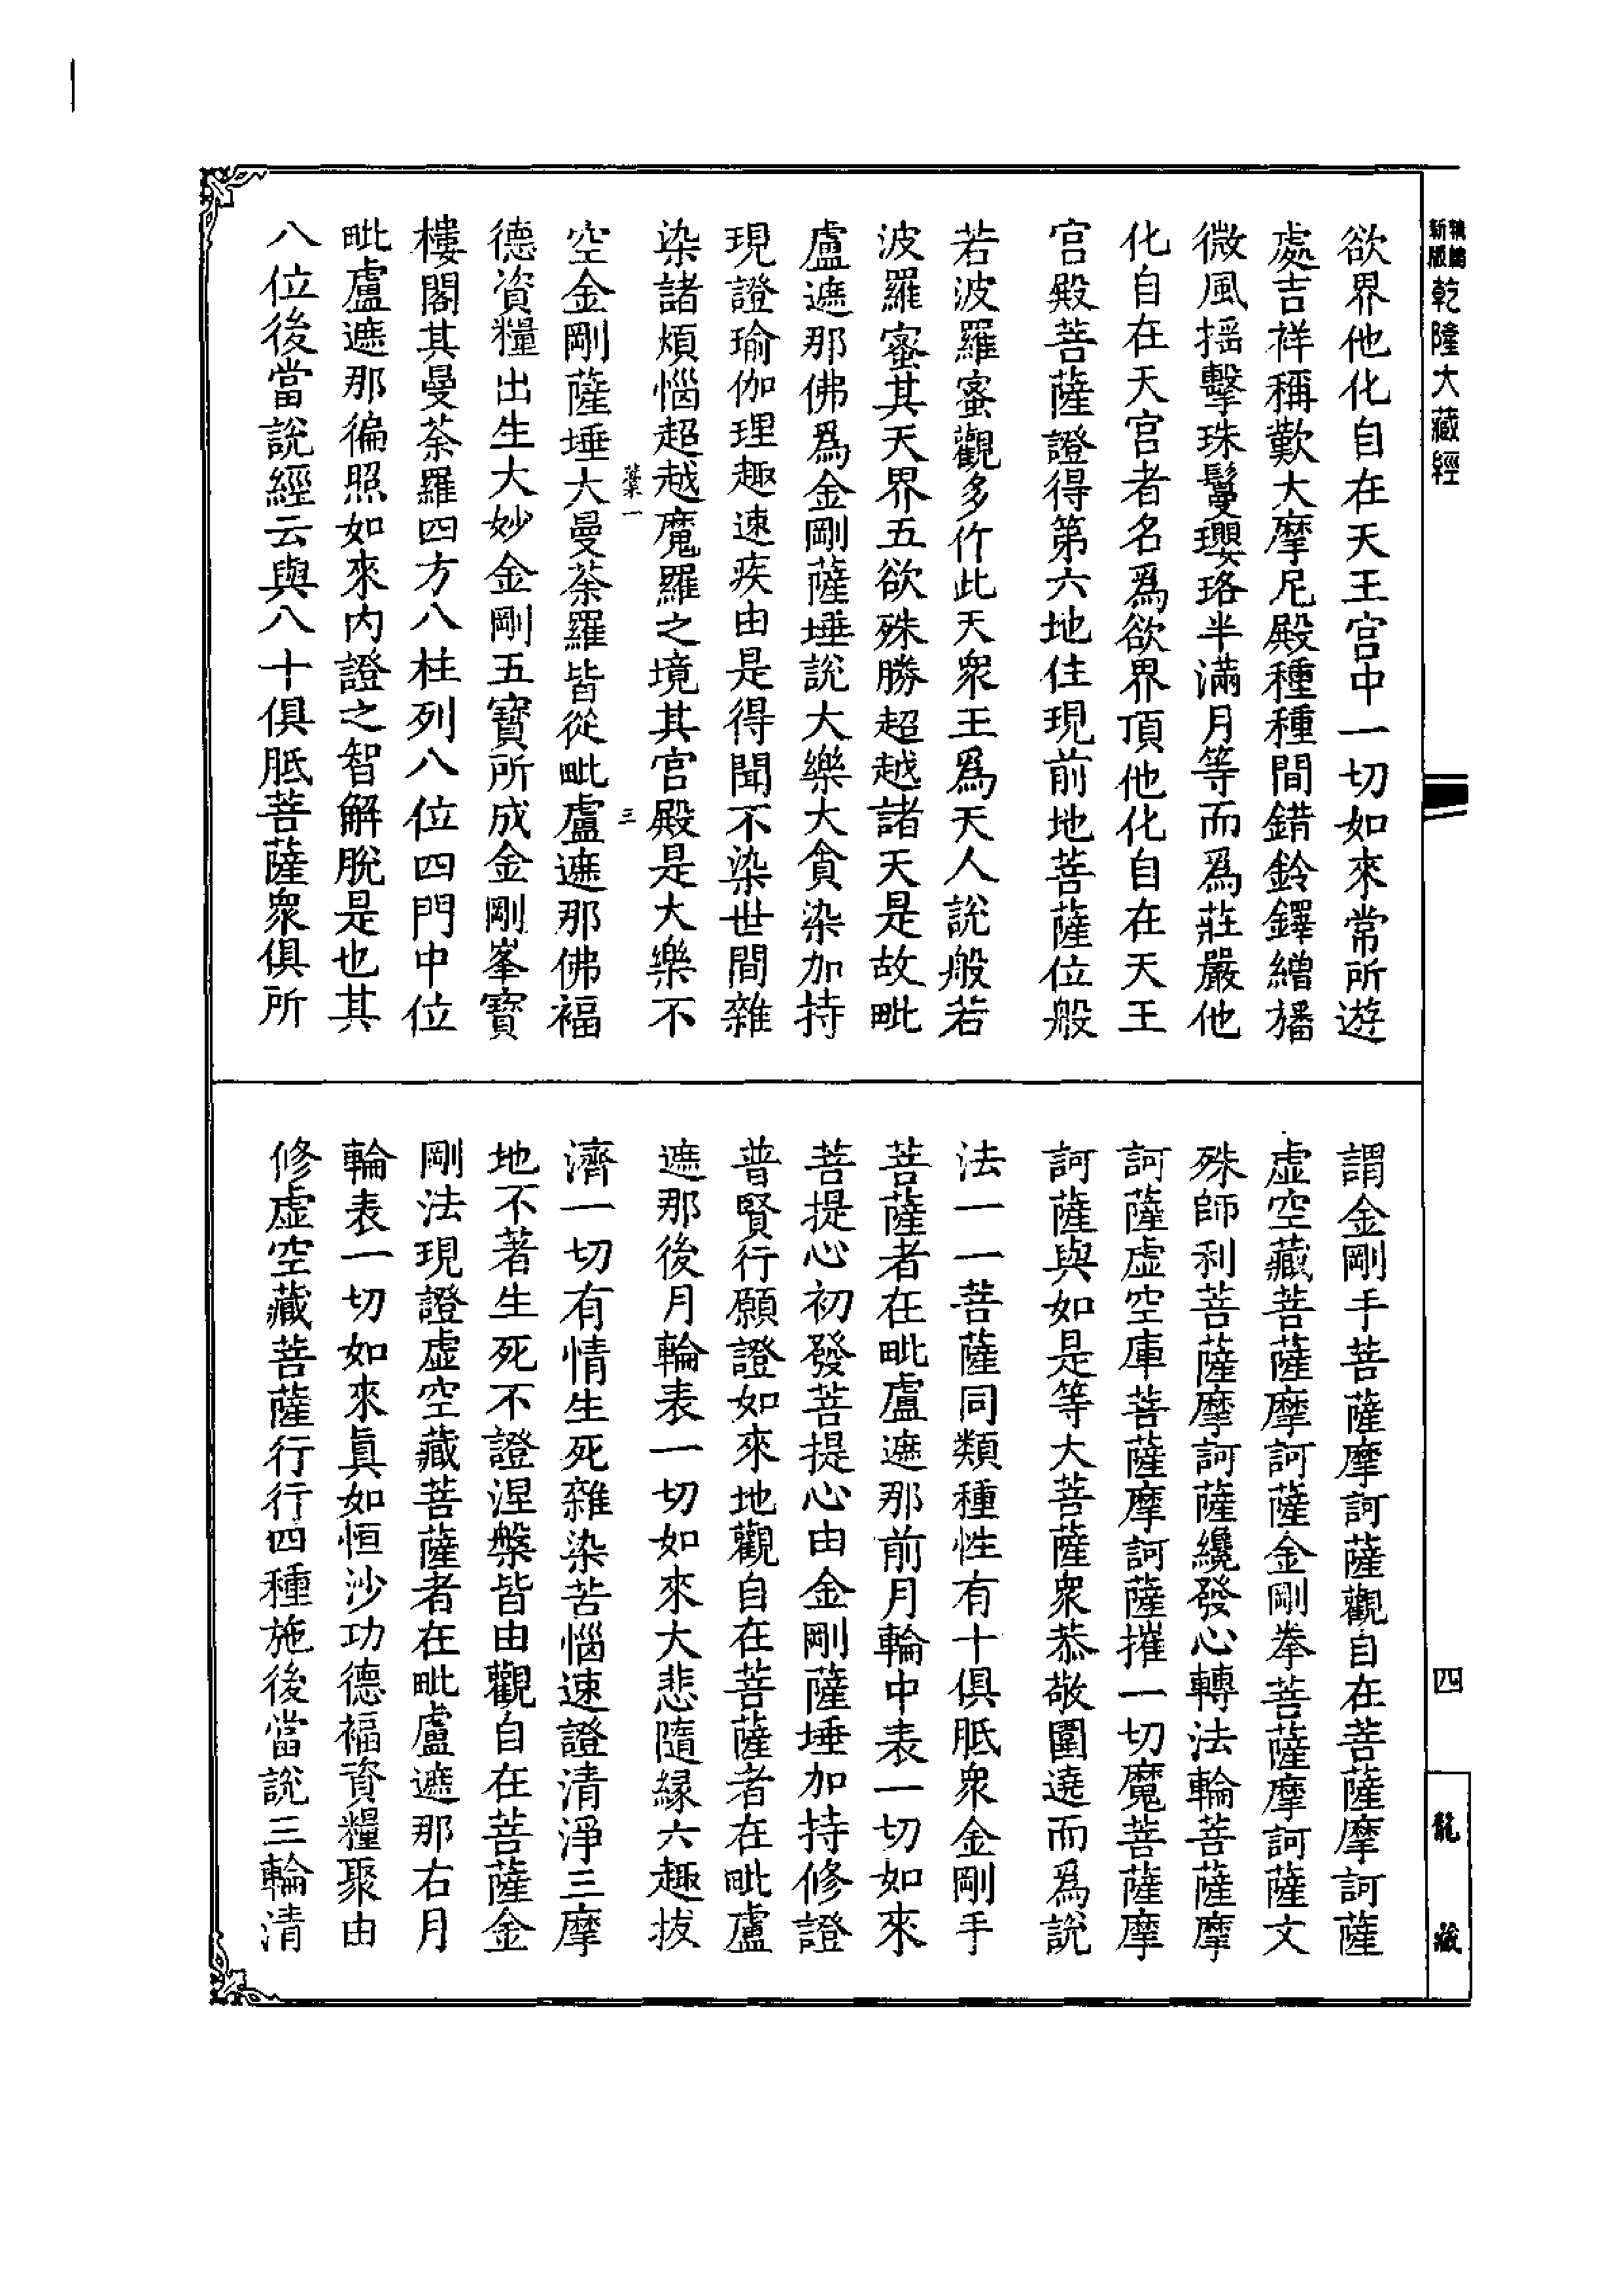 新版乾隆大藏經
四
龍藏
欲界他化自在天王宮中一切如來常所遊
處吉祥稱歎大摩尼殿種種間錯鈴鐸繒旙
微風搖擊珠鬘瓔珞半滿月等而爲莊嚴他
化自在天宮者名爲欲界頂他化自在天王
宮殿菩薩證得第六地住現前地菩薩位般
若波羅蜜觀多作此天衆王爲天人說般若
波羅蜜其天界五欲殊勝超越諸天是故毗
盧遮那佛爲金剛薩埵說大樂大貪染加持
現證瑜伽理趣速疾由是得聞不染世間雜
染諸煩惱超越魔羅之境其宮殿是大樂不
葉一
三
空金剛薩埵大曼荼羅皆從毗盧遮那佛福
德資糧出生大妙金剛五寶所成金剛峯寶
樓閣其曼荼羅四方八柱列八位四門中位
毗盧遮那徧照如來內證之智解脫是也其
八位後當說經云與八十俱胝菩薩衆俱所
謂金剛手菩薩摩訶薩觀自在菩薩摩訶薩
虛空藏菩薩摩訶薩金剛拳菩薩摩訶薩文
殊師利菩薩摩訶薩纔發心轉法輪菩薩摩
訶薩虛空庫菩薩摩訶薩摧一切魔菩薩摩
訶薩與如是等大菩薩衆恭敬圍遶而爲說
法一一菩薩同類種性有十俱胝衆金剛手
菩薩者在毗盧遮那前月輪中表一切如來
菩提心初發菩提心由金剛薩埵加持修證
普賢行願證如來地觀自在菩薩者在毗盧
遮那後月輪表一切如來大悲隨緣六趣拔
濟一切有情生死雜染苦惱速證清淨三摩
地不著生死不證涅槃皆由觀自在菩薩金
剛法現證虛空藏菩薩者在毗盧遮那右月
輪表一切如來眞如恒沙功德福資糧聚由
修虛空藏菩薩行行四種施後當說三輪清